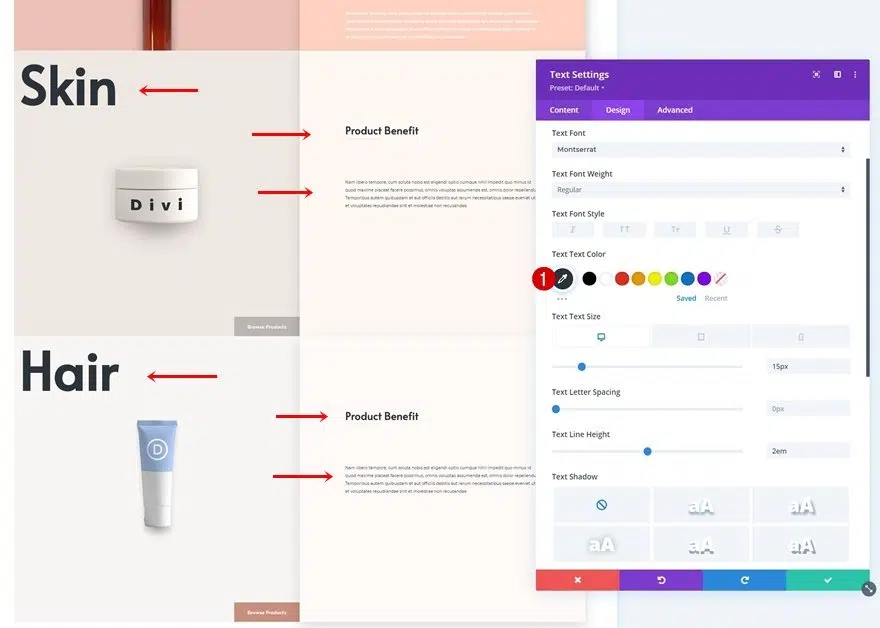 Skin
Product Benefit
Nam libero tempore, cum soluta nobis est eligendi optio cumque nihil impedit quo minus id
quod maxime placeat facere possimus, omnis voluptas assumenda est, omnis dolor repellendus.
Temporibus autem quibusdam et aut officiis debitis aut rerum necessitatibus saepe eveniet ut
et voluptates repudiandae sint et molestiae non recusandae
Divi
Browse Products
Hair
Product Benefit
Nam libero tempore, cum soluta nobis est eligendi optio cumque nihil impedit quo minus id
quod maxime placeat facere possimus, omnis voluptas assumenda est, omnis dolor repellendus.
Temporibus autem quibusdam et aut officiis debitis aut rerum necessitatibus saepe eveniet ut
et voluptates repudiandae sint et molestiae non recusandae
D
Browse Products
Text Settings
Preset: Default
Content Design Advanced
Text Font
Montserrat
Text Font Weight
Regular
Text Font Style
I TT Tт U S
Text Text Color
1
Saved Recent
Text Text Size
15px
Text Letter Spacing
0px
Text Line Height
2em
Text Shadow
aA aA
aA aA aA